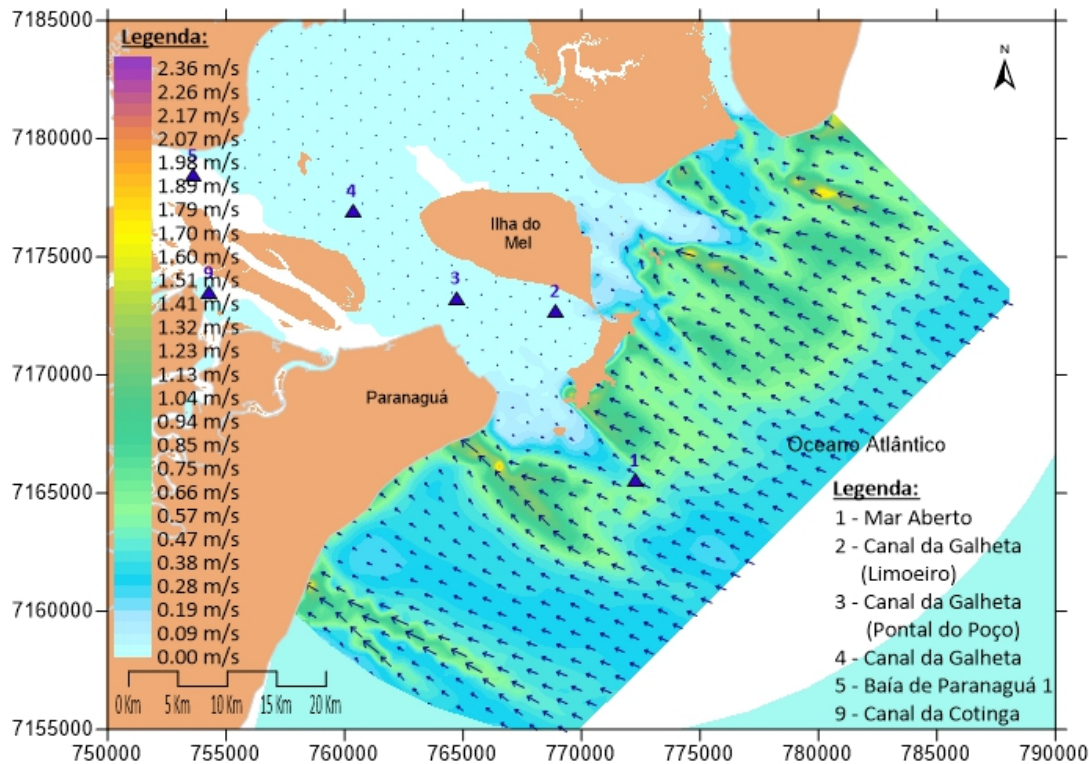 7185000
7180000
7175000
7170000
7165000
7160000
7155000
750000
755000
760000
765000
770000
775000
780000
785000
790000
Legenda:
2.36 m/s
2.26 m/s
2.17 m/s
2.07 m/s
1.98 m/s
1.89 m/s
1.79 m/s
1.70 m/s
1.60 m/s
1.51 m/s
1.41 m/s
1.32 m/s
1.23 m/s
1.13 m/s
1.04 m/s
0.94 m/s
0.85 m/s
0.75 m/s
0.66 m/s
0.57 m/s
0.47 m/s
0.38 m/s
0.28 m/s
0.19 m/s
0.09 m/s
0.00 m/s
0 Km
5 Km
10 Km
15 Km
20 Km
N
5
4
9
3
2
1
Ilha do
Mel
Paranaguá
Oceano Atlântico
Legenda:
1 - Mar Aberto
2 - Canal da Galheta
(Limoeiro)
3 - Canal da Galheta
(Pontal do Poço)
4 - Canal da Galheta
5 - Baía de Paranaguá 1
9 - Canal da Cotinga